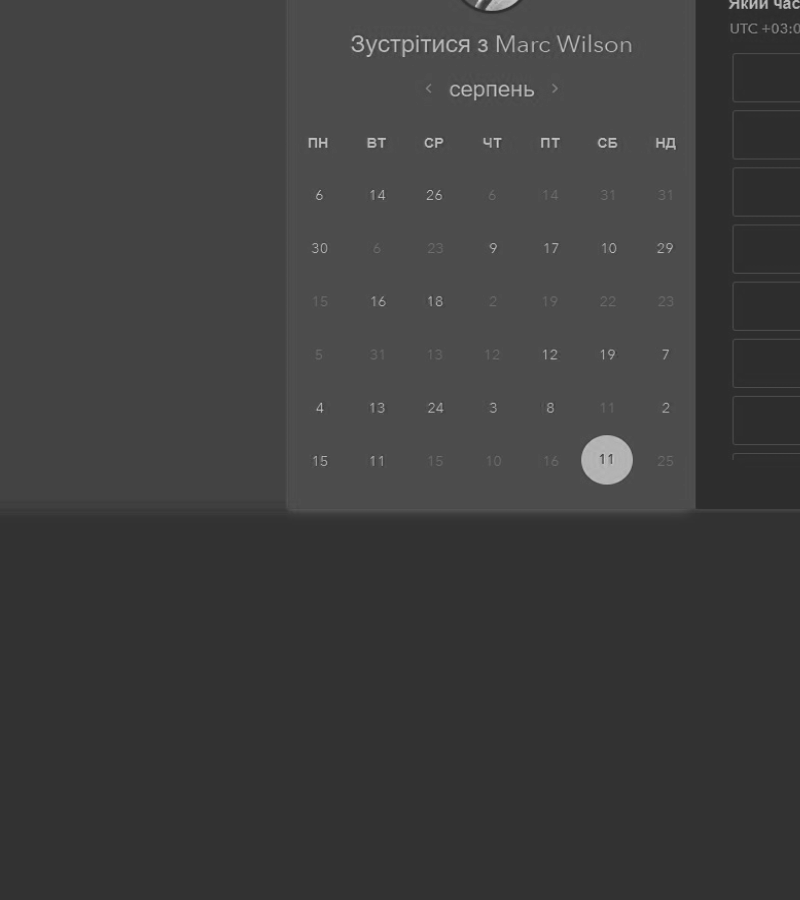 Який час
UTC +03:0
Зустрітися з Marc Wilson
‹ серпень ›
ПН ВТ СР ЧТ ПТ СБ НД
6 14 26 6 14 31 31
30 6 23 9 17 10 29
15 16 18 2 19 22 23
5 31 13 12 12 19 7
4 13 24 3 8 11 2
15 11 15 10 16 11 25